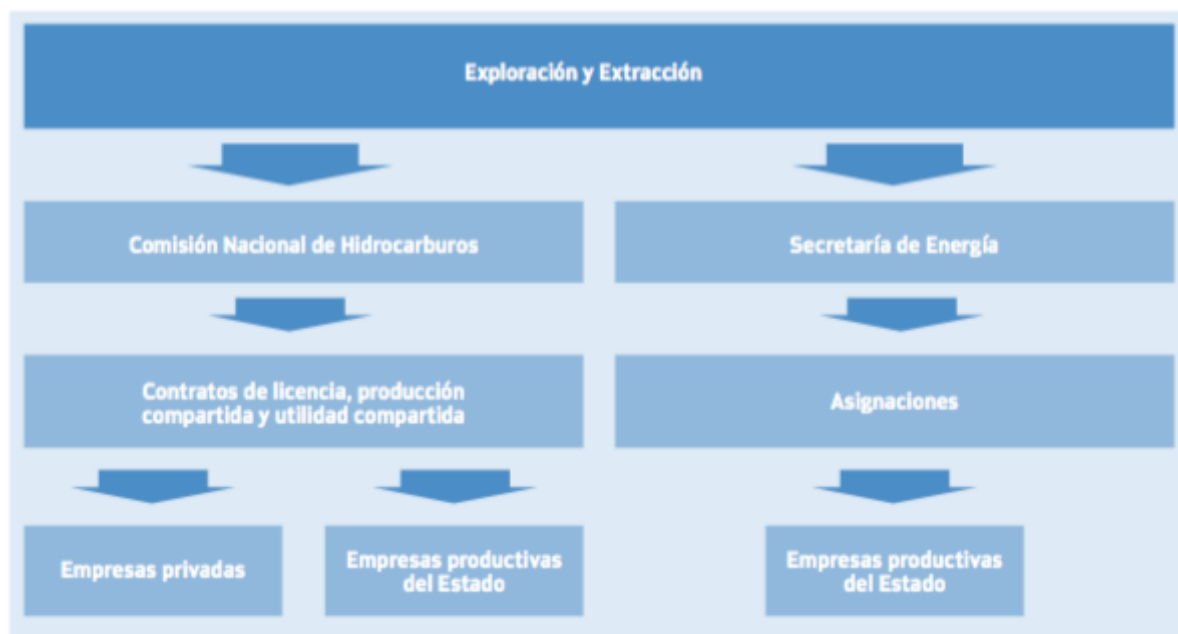 Exploración y Extracción
Comisión Nacional de Hidrocarburos
Secretaría de Energía
Contratos de licencia, producción
compartida y utilidad compartida
Asignaciones
Empresas privadas
Empresas productivas
del Estado
Empresas productivas
del Estado